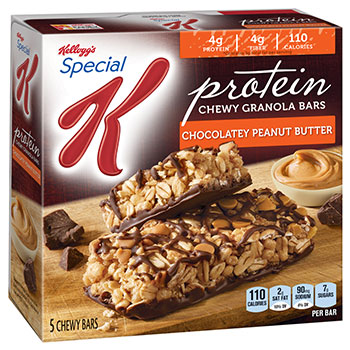 4g PROTEIN 4g FIBER 110 CALORIES
Kellogg's
Special
K
protein
CHEWY GRANOLA BARS
CHOCOLATEY PEANUT BUTTER
110 CALORIES 2g SAT FAT 90mg SODIUM 7g SUGARS
PER BAR
5 CHEWY BARS